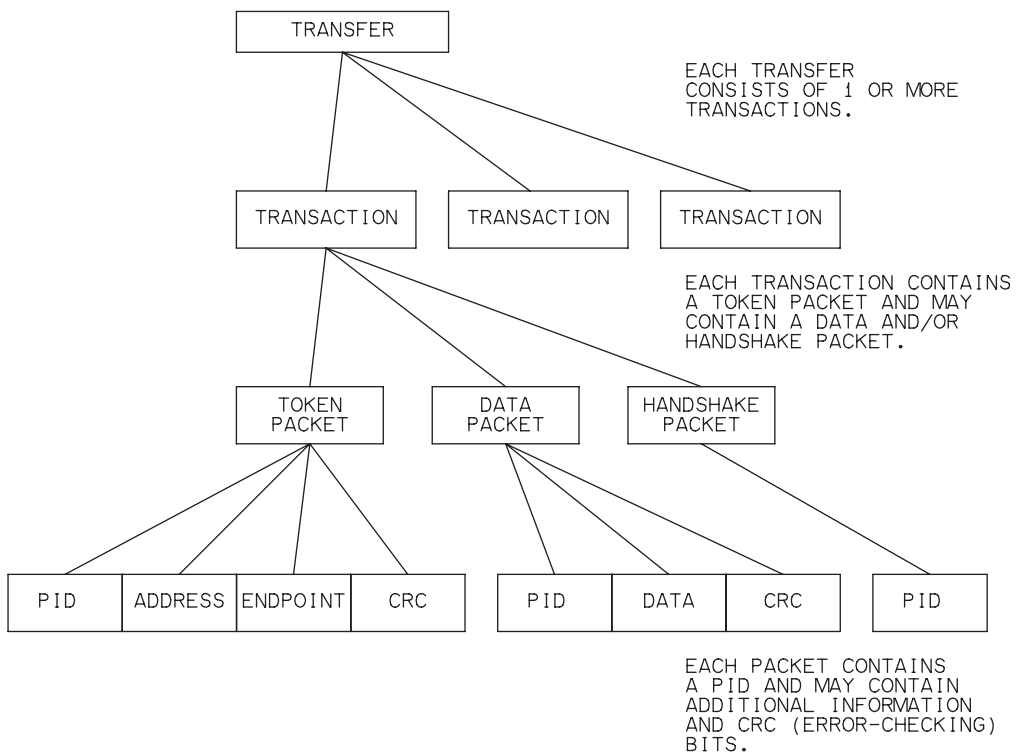 TRANSFER
EACH TRANSFER
CONSISTS OF 1 OR MORE
TRANSACTIONS.
TRANSACTION
TRANSACTION
TRANSACTION
EACH TRANSACTION CONTAINS
A TOKEN PACKET AND MAY
CONTAIN A DATA AND/OR
HANDSHAKE PACKET.
TOKEN
PACKET
DATA
PACKET
HANDSHAKE
PACKET
PID
ADDRESS
ENDPOINT
CRC
PID
DATA
CRC
PID
EACH PACKET CONTAINS
A PID AND MAY CONTAIN
ADDITIONAL INFORMATION
AND CRC (ERROR-CHECKING)
BITS.